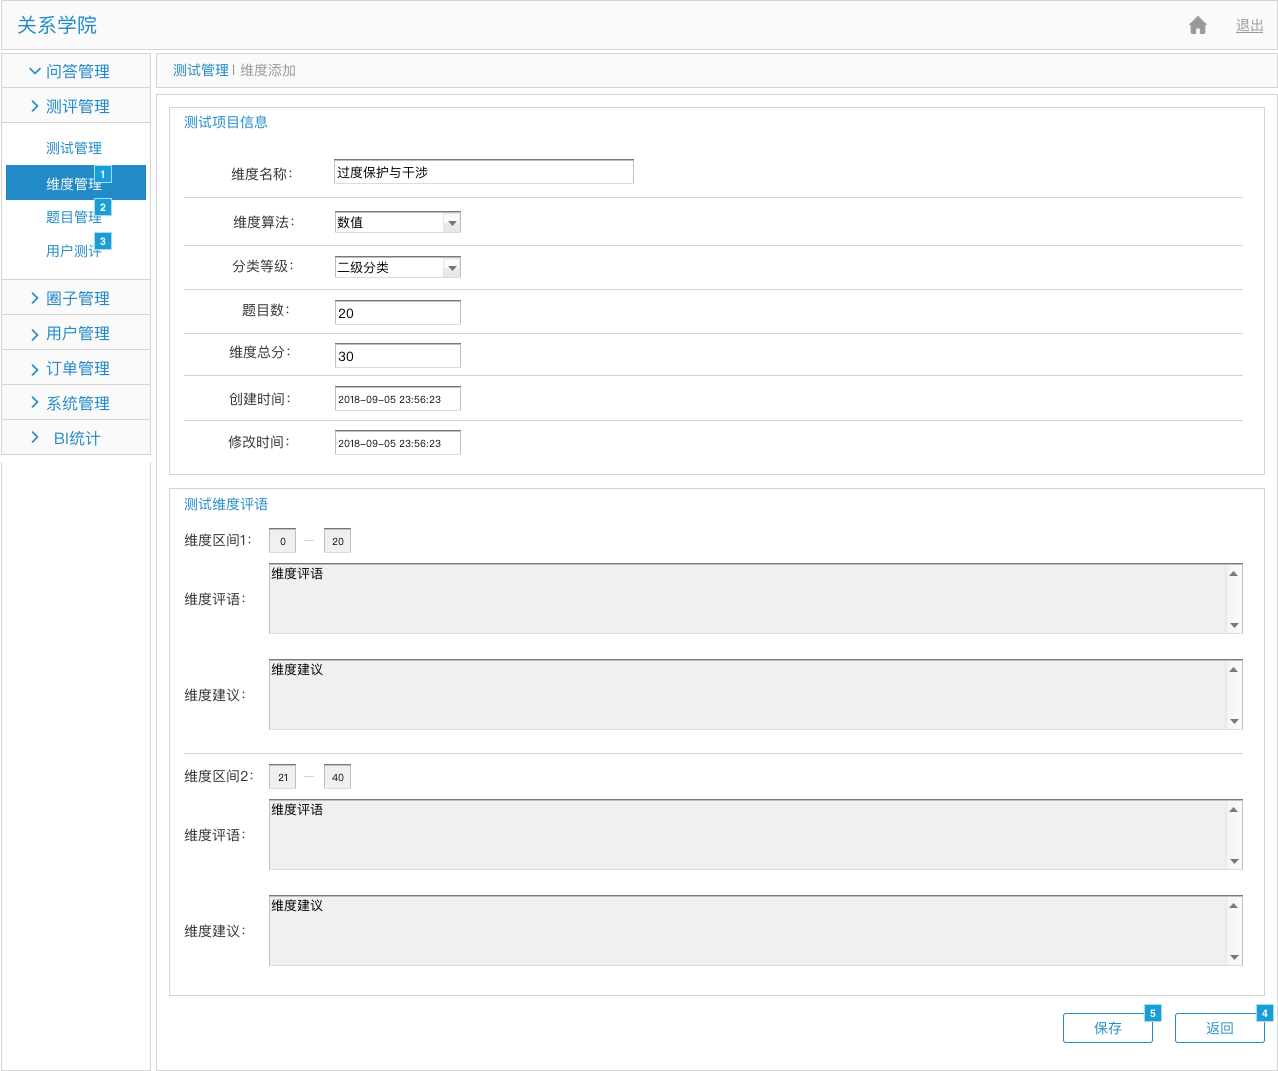 关系学院
退出
问答管理
测评管理
测试管理
维度管理
1
题目管理
2
用户测评
3
圈子管理
用户管理
订单管理
系统管理
BI统计
测试管理 | 维度添加
测试项目信息
维度名称： 过度保护与干涉
维度算法： 数值
分类等级： 二级分类
题目数： 20
维度总分： 30
创建时间： 2018-09-05 23:56:23
修改时间： 2018-09-05 23:56:23
测试维度评语
维度区间1： 0 — 20
维度评语： 维度评语
维度建议： 维度建议
维度区间2： 21 — 40
维度评语： 维度评语
维度建议： 维度建议
保存 5 返回 4